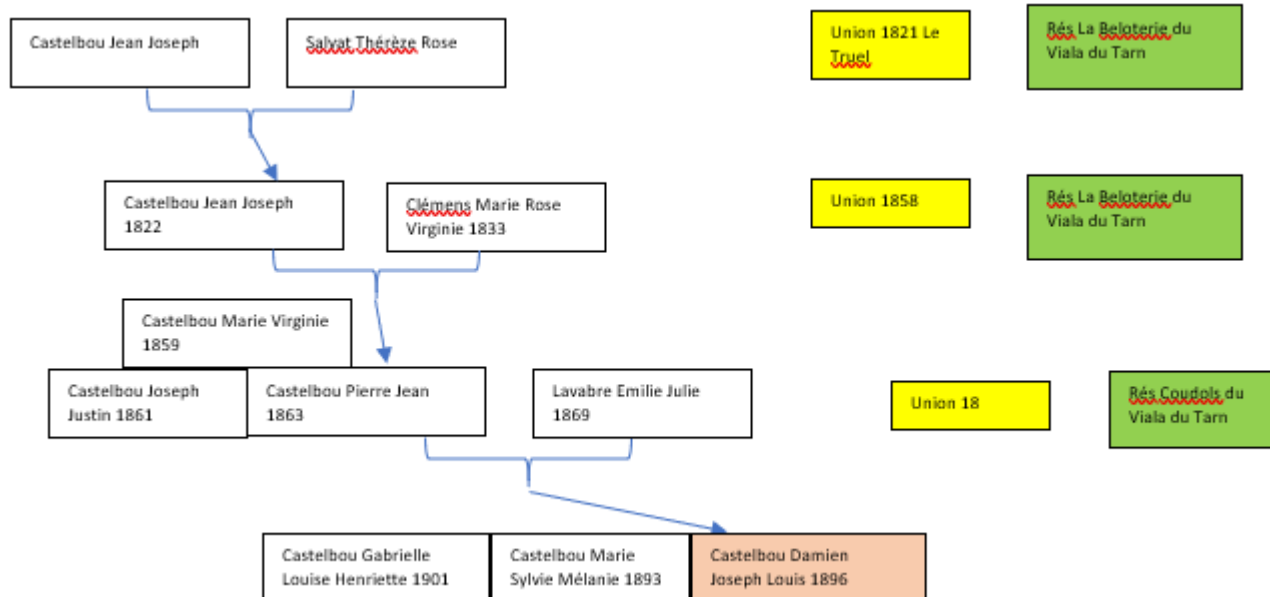 Castelbou Jean Joseph
Salvat Thérèze Rose
Union 1821 Le
Truel
Rés La Beloterie du
Viala du Tarn
Castelbou Jean Joseph
1822
Clémens Marie Rose
Virginie 1833
Union 1858
Rés La Beloterie du
Viala du Tarn
Castelbou Marie Virginie
1859
Castelbou Joseph
Justin 1861
Castelbou Pierre Jean
1863
Lavabre Emilie Julie
1869
Union 18
Rés Coudols du
Viala du Tarn
Castelbou Gabrielle
Louise Henriette 1901
Castelbou Marie
Sylvie Mélanie 1893
Castelbou Damien
Joseph Louis 1896